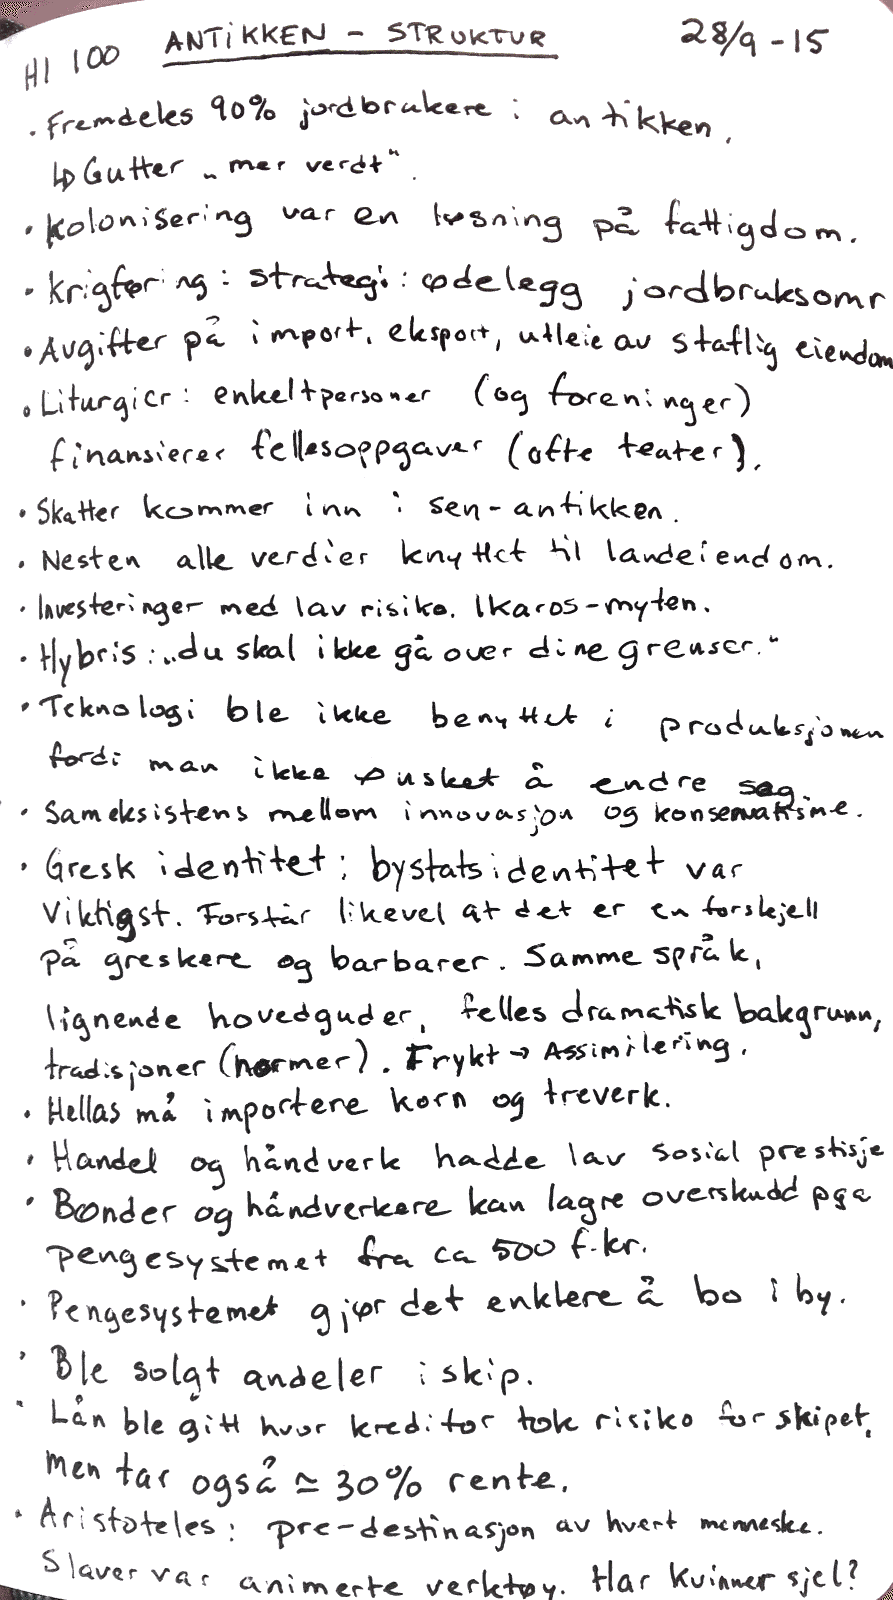 HI 100 ANTIKKEN - STRUKTUR 28/9-15
· Fremdeles 90% jordbrukere i antikken.
↳ Gutter "mer verdt".
· Kolonisering var en løsning på fattigdom.
· Krigføring: strategi: ødelegg jordbruksomr
· Avgifter på import, eksport, utleie av statlig eiendom
· Liturgier: enkeltpersoner (og foreninger)
finansierer fellesoppgaver (ofte teater).
· Skatter kommer inn i sen-antikken.
· Nesten alle verdier knyttet til landeiendom.
· Investeringer med lav risiko. Ikaros-myten.
· Hybris: "du skal ikke gå over dine grenser."
· Teknologi ble ikke benyttet i produksjonen
fordi man ikke ønsket å endre seg.
· Sameksistens mellom innovasjon og konservatisme.
· Gresk identitet: bystatsidentitet var
viktigst. Forstår likevel at det er en forskjell
på greskere og barbarer. Samme språk,
lignende hovedguder, felles dramatisk bakgrunn,
tradisjoner (normer). Frykt → Assimilering.
· Hellas må importere korn og treverk.
· Handel og håndverk hadde lav sosial prestisje
· Bønder og håndverkere kan lagre overskudd pga
pengesystemet fra ca 500 f.kr.
· Pengesystemet gjør det enklere å bo i by.
· Ble solgt andeler i skip.
· Lån ble gitt hvor kreditor tok risiko for skipet,
men tar også ≃ 30% rente.
· Aristoteles: pre-destinasjon av hvert menneske.
Slaver var animerte verktøy. Har kvinner sjel?